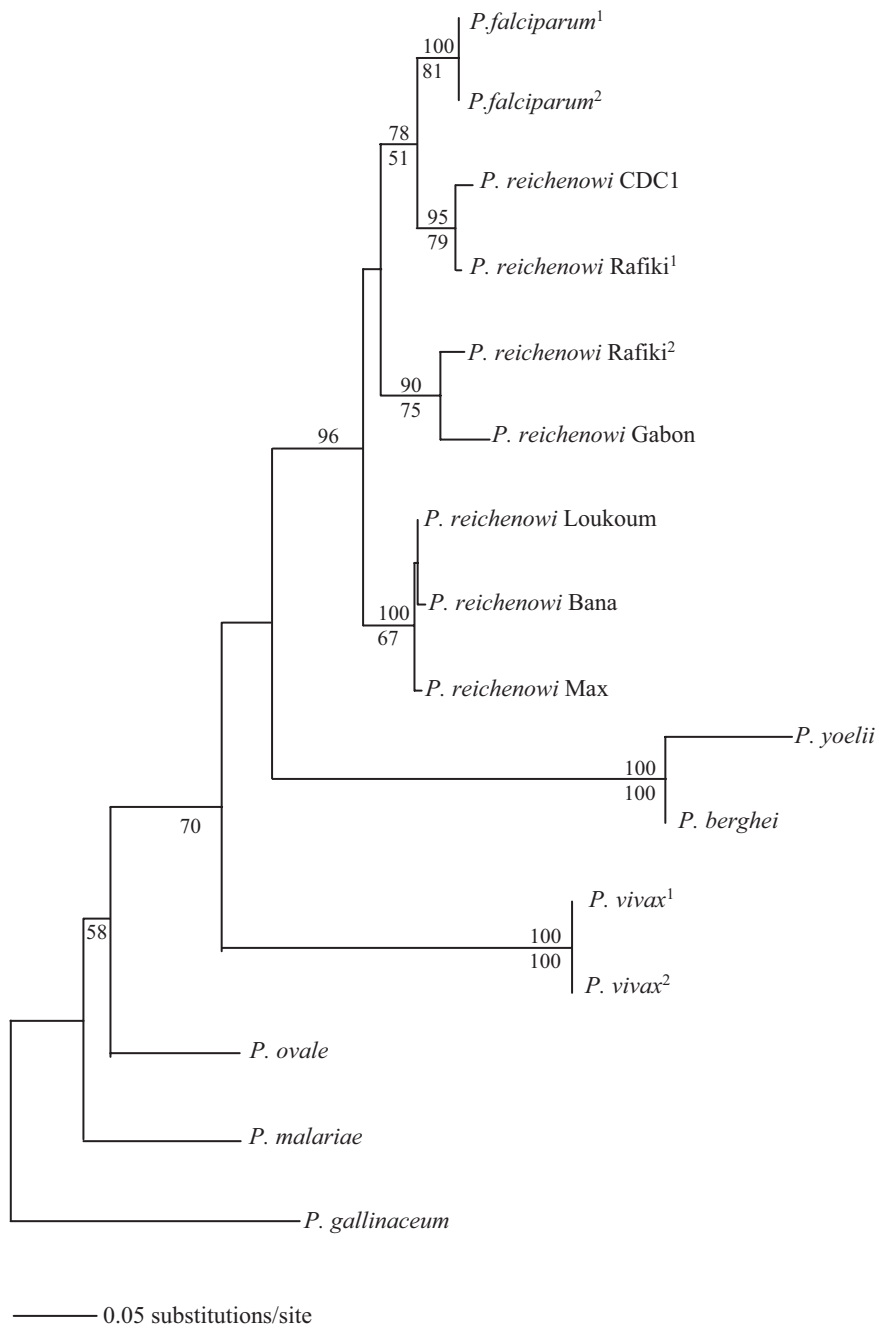 P.falciparum¹
100
81
P.falciparum²
78
51
P. reichenowi CDC1
95
79
P. reichenowi Rafiki¹
P. reichenowi Rafiki²
90
75
P. reichenowi Gabon
96
P. reichenowi Loukoum
P. reichenowi Bana
100
67
P. reichenowi Max
P. yoelii
100
100
P. berghei
70
P. vivax¹
58
100
100
P. vivax²
P. ovale
P. malariae
P. gallinaceum
0.05 substitutions/site